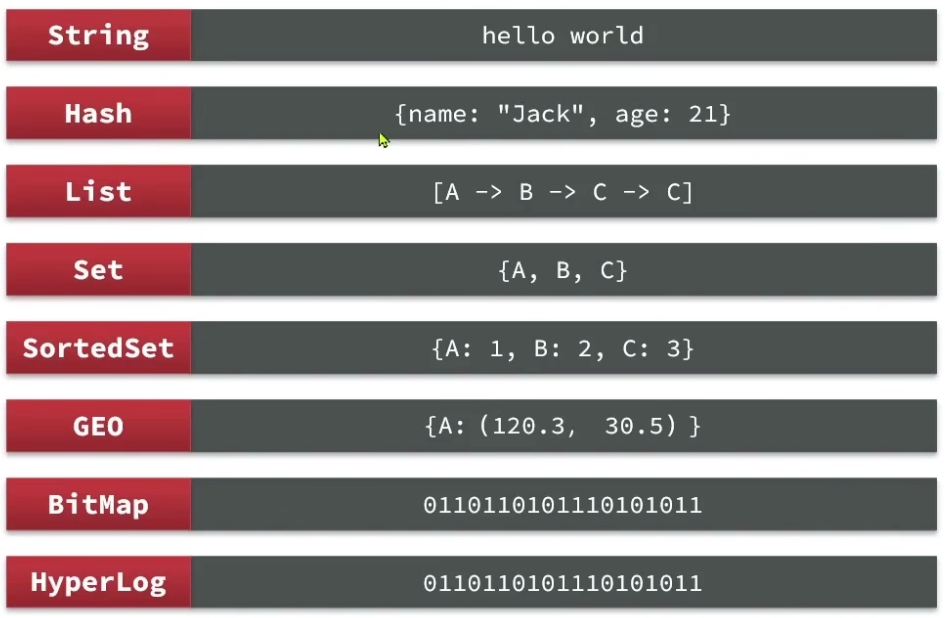 String hello world
Hash {name: "Jack", age: 21}
List [A -> B -> C -> C]
Set {A, B, C}
SortedSet {A: 1, B: 2, C: 3}
GEO {A:（120.3， 30.5）}
BitMap 0110110101110101011
HyperLog 0110110101110101011